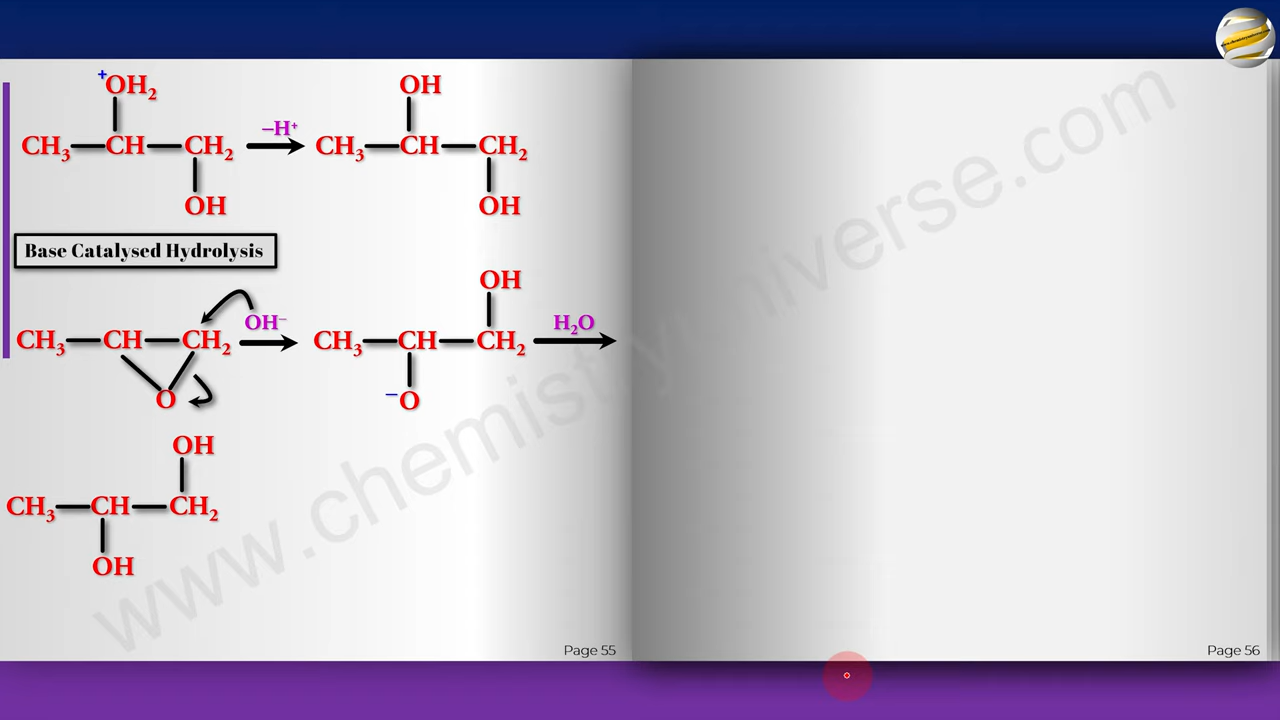 ⁺OH₂ OH
CH₃—CH—CH₂ –H⁺ CH₃—CH—CH₂
OH OH
Base Catalysed Hydrolysis
OH
CH₃—CH—CH₂ OH⁻ CH₃—CH—CH₂ H₂O
O ⁻O
OH
CH₃—CH—CH₂
OH
www.chemistryuniverse.com
Page 55
Page 56